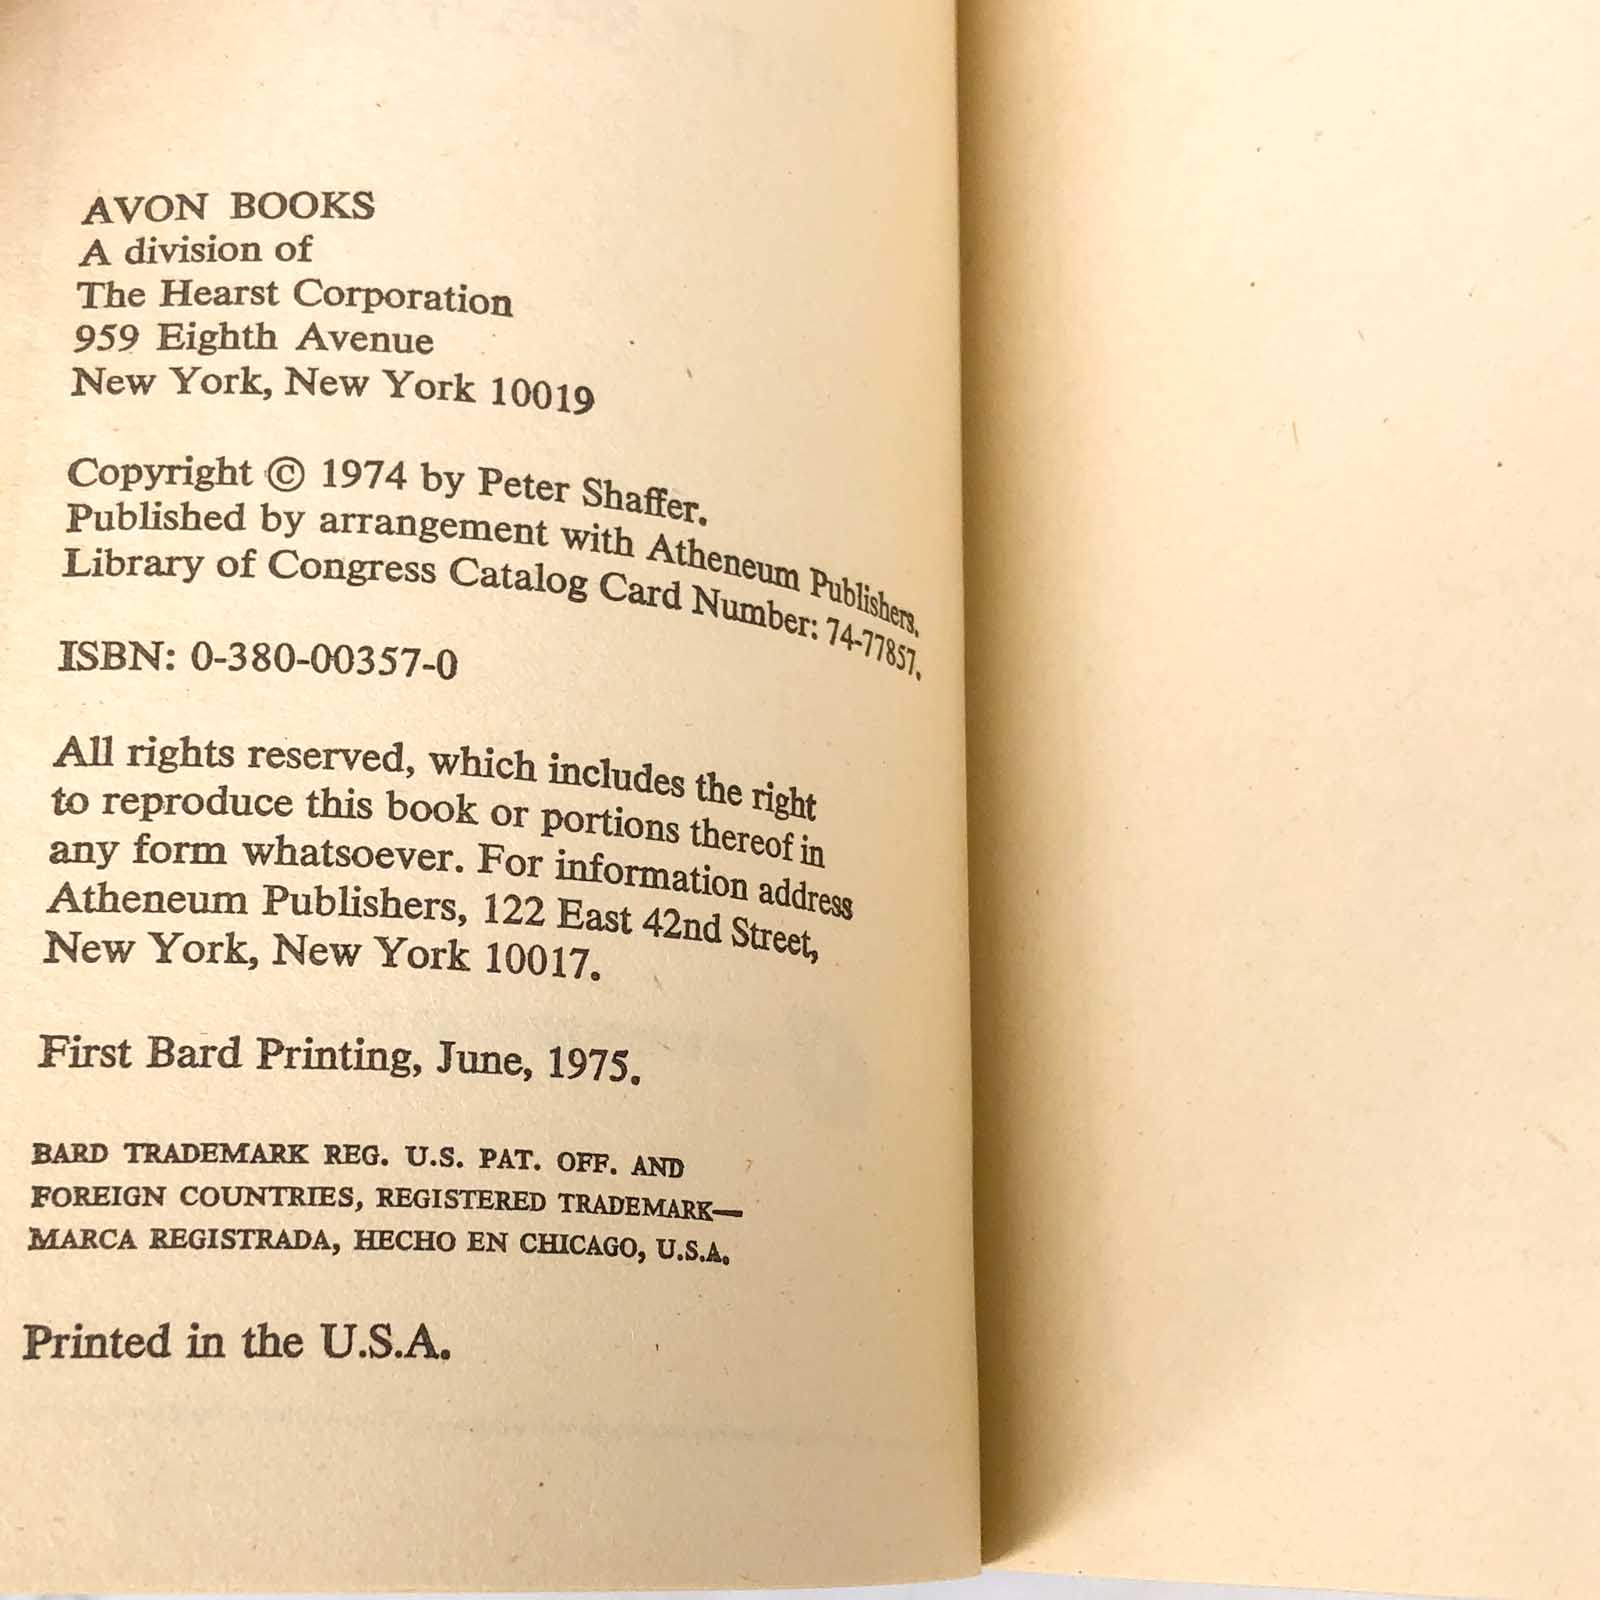 AVON BOOKS
A division of
The Hearst Corporation
959 Eighth Avenue
New York, New York 10019
Copyright © 1974 by Peter Shaffer.
Published by arrangement with Atheneum Publishers.
Library of Congress Catalog Card Number: 74-77857.
ISBN: 0-380-00357-0
All rights reserved, which includes the right
to reproduce this book or portions thereof in
any form whatsoever. For information address
Atheneum Publishers, 122 East 42nd Street,
New York, New York 10017.
First Bard Printing, June, 1975.
BARD TRADEMARK REG. U.S. PAT. OFF. AND
FOREIGN COUNTRIES, REGISTERED TRADEMARK—
MARCA REGISTRADA, HECHO EN CHICAGO, U.S.A.
Printed in the U.S.A.